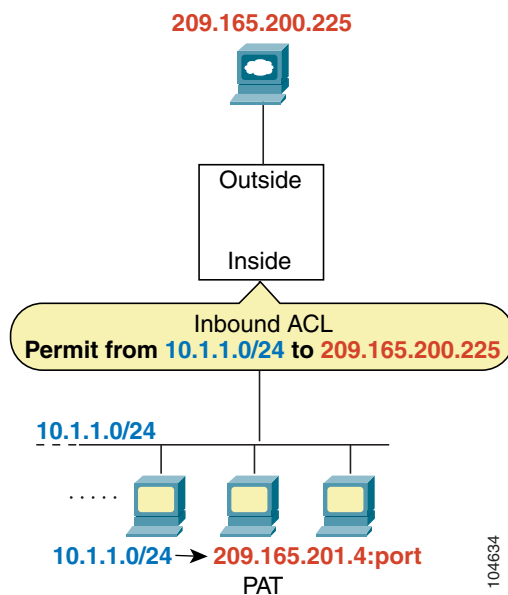 209.165.200.225
Outside
Inside
Inbound ACL
Permit from 10.1.1.0/24 to 209.165.200.225
10.1.1.0/24
. . . . .
10.1.1.0/24 → 209.165.201.4:port
PAT
104634